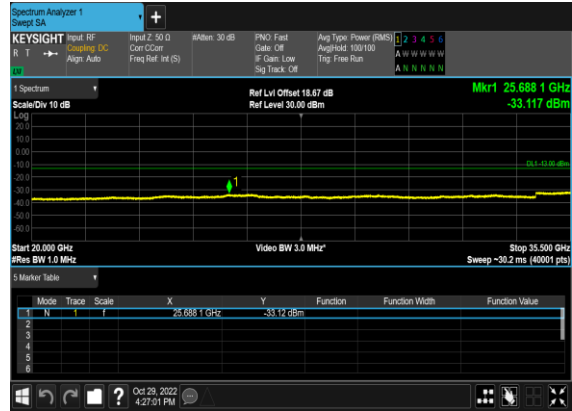 Spectrum Analyzer 1
Swept SA
+
KEYSIGHT Input: RF Input Z: 50 Ω #Atten: 30 dB PNO: Fast Avg Type: Power (RMS) 1 2 3 4 5 6
R T Coupling: DC Corr CCorr Gate: Off Avg|Hold: 100/100 A W W W W W
Align: Auto Freq Ref: Int (S) IF Gain: Low Trig: Free Run
Sig Track: Off A N N N N N
1 Spectrum Ref Lvl Offset 18.67 dB Mkr1 25.688 1 GHz
Scale/Div 10 dB Ref Level 30.00 dBm -33.117 dBm
Log
20.0
10.0
0.00
-10.0
DL1 -13.00 dBm
-20.0
1
-30.0
-40.0
-50.0
-60.0
Start 20.000 GHz Video BW 3.0 MHz* Stop 35.500 GHz
#Res BW 1.0 MHz Sweep ~30.2 ms (40001 pts)
5 Marker Table
Mode Trace Scale X Y Function Function Width Function Value
1 N 1 f 25.688 1 GHz -33.12 dBm
2
3
4
5
6
? Oct 29, 2022
4:27:01 PM